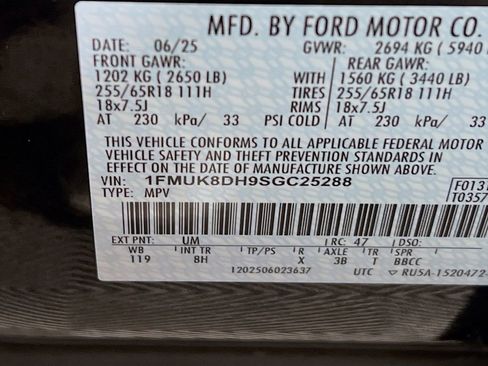 MFD. BY FORD MOTOR CO.
DATE: 06/25 GVWR: 2694 KG ( 5940
FRONT GAWR: REAR GAWR:
1202 KG ( 2650 LB) WITH 1560 KG ( 3440 LB)
255/65R18 111H TIRES 255/65R18 111H
18x7.5J RIMS 18x7.5J
AT 230 kPa/ 33 PSI COLD AT 230 kPa/ 33
THIS VEHICLE CONFORMS TO ALL APPLICABLE FEDERAL MOTOR
VEHICLE SAFETY AND THEFT PREVENTION STANDARDS IN EFFECT
ON THE DATE OF MANUFACTURE SHOWN ABOVE.
VIN: 1FMUK8DH9SGC25288
TYPE: MPV
F0131
T0357
EXT PNT: UM RC: 47 DSO:
WB INT TR TP/PS R AXLE TR SPR
119 8H X 3B T BBCC
1202506023637 UTC RU5A-1520472-